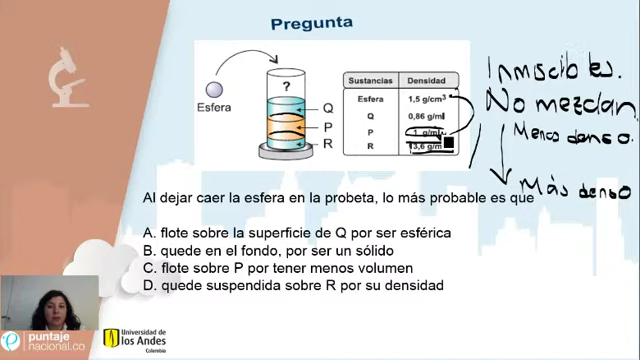 Pregunta
Inmiscibles.
No mezclan.
Menos denso.
Más denso
?
Esfera
Q
P
R
Sustancias Densidad
Esfera 1,5 g/cm³
Q 0,86 g/ml
P 1 g/ml
R 13,6 g/m
Al dejar caer la esfera en la probeta, lo más probable es que
A. flote sobre la superficie de Q por ser esférica
B. quede en el fondo, por ser un sólido
C. flote sobre P por tener menos volumen
D. quede suspendida sobre R por su densidad
P puntaje
nacional.co
Universidad de
los Andes
Colombia